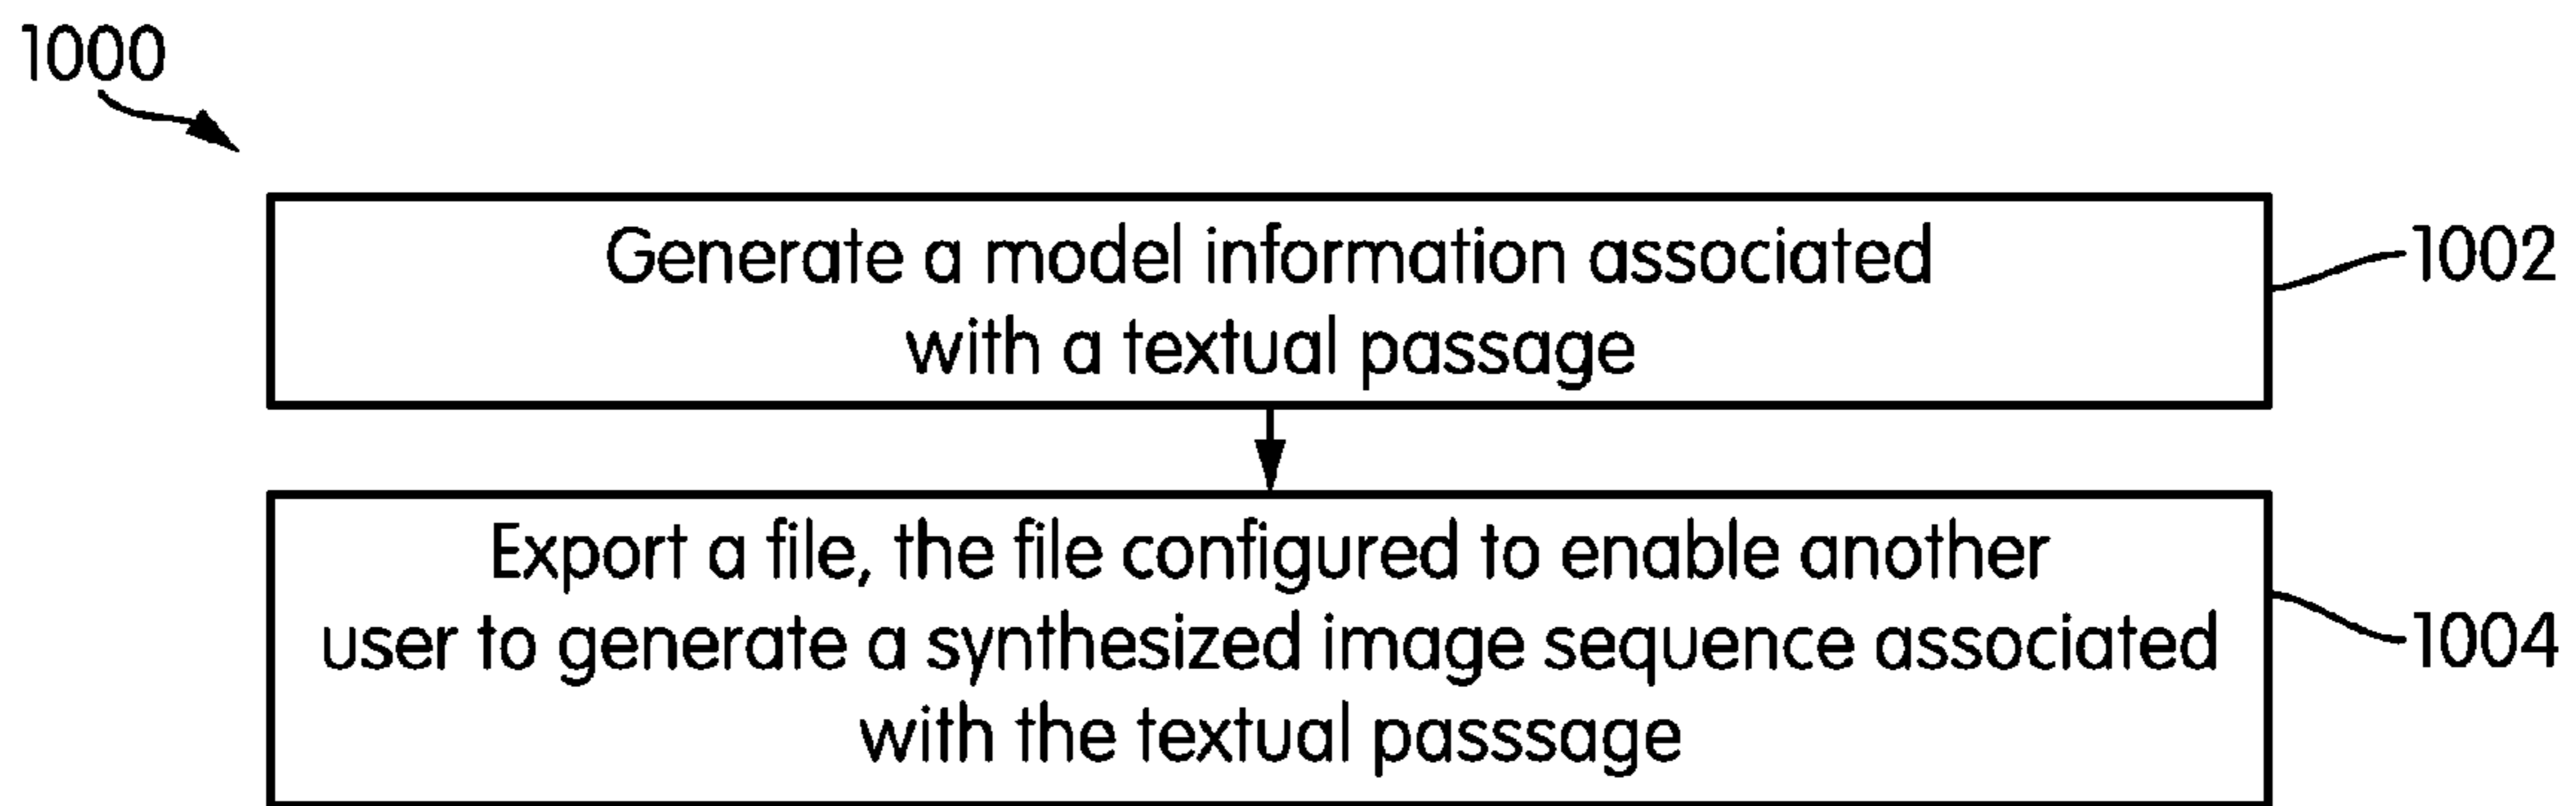 1000
Generate a model information associated
with a textual passage
1002
Export a file, the file configured to enable another
user to generate a synthesized image sequence associated
with the textual passsage
1004